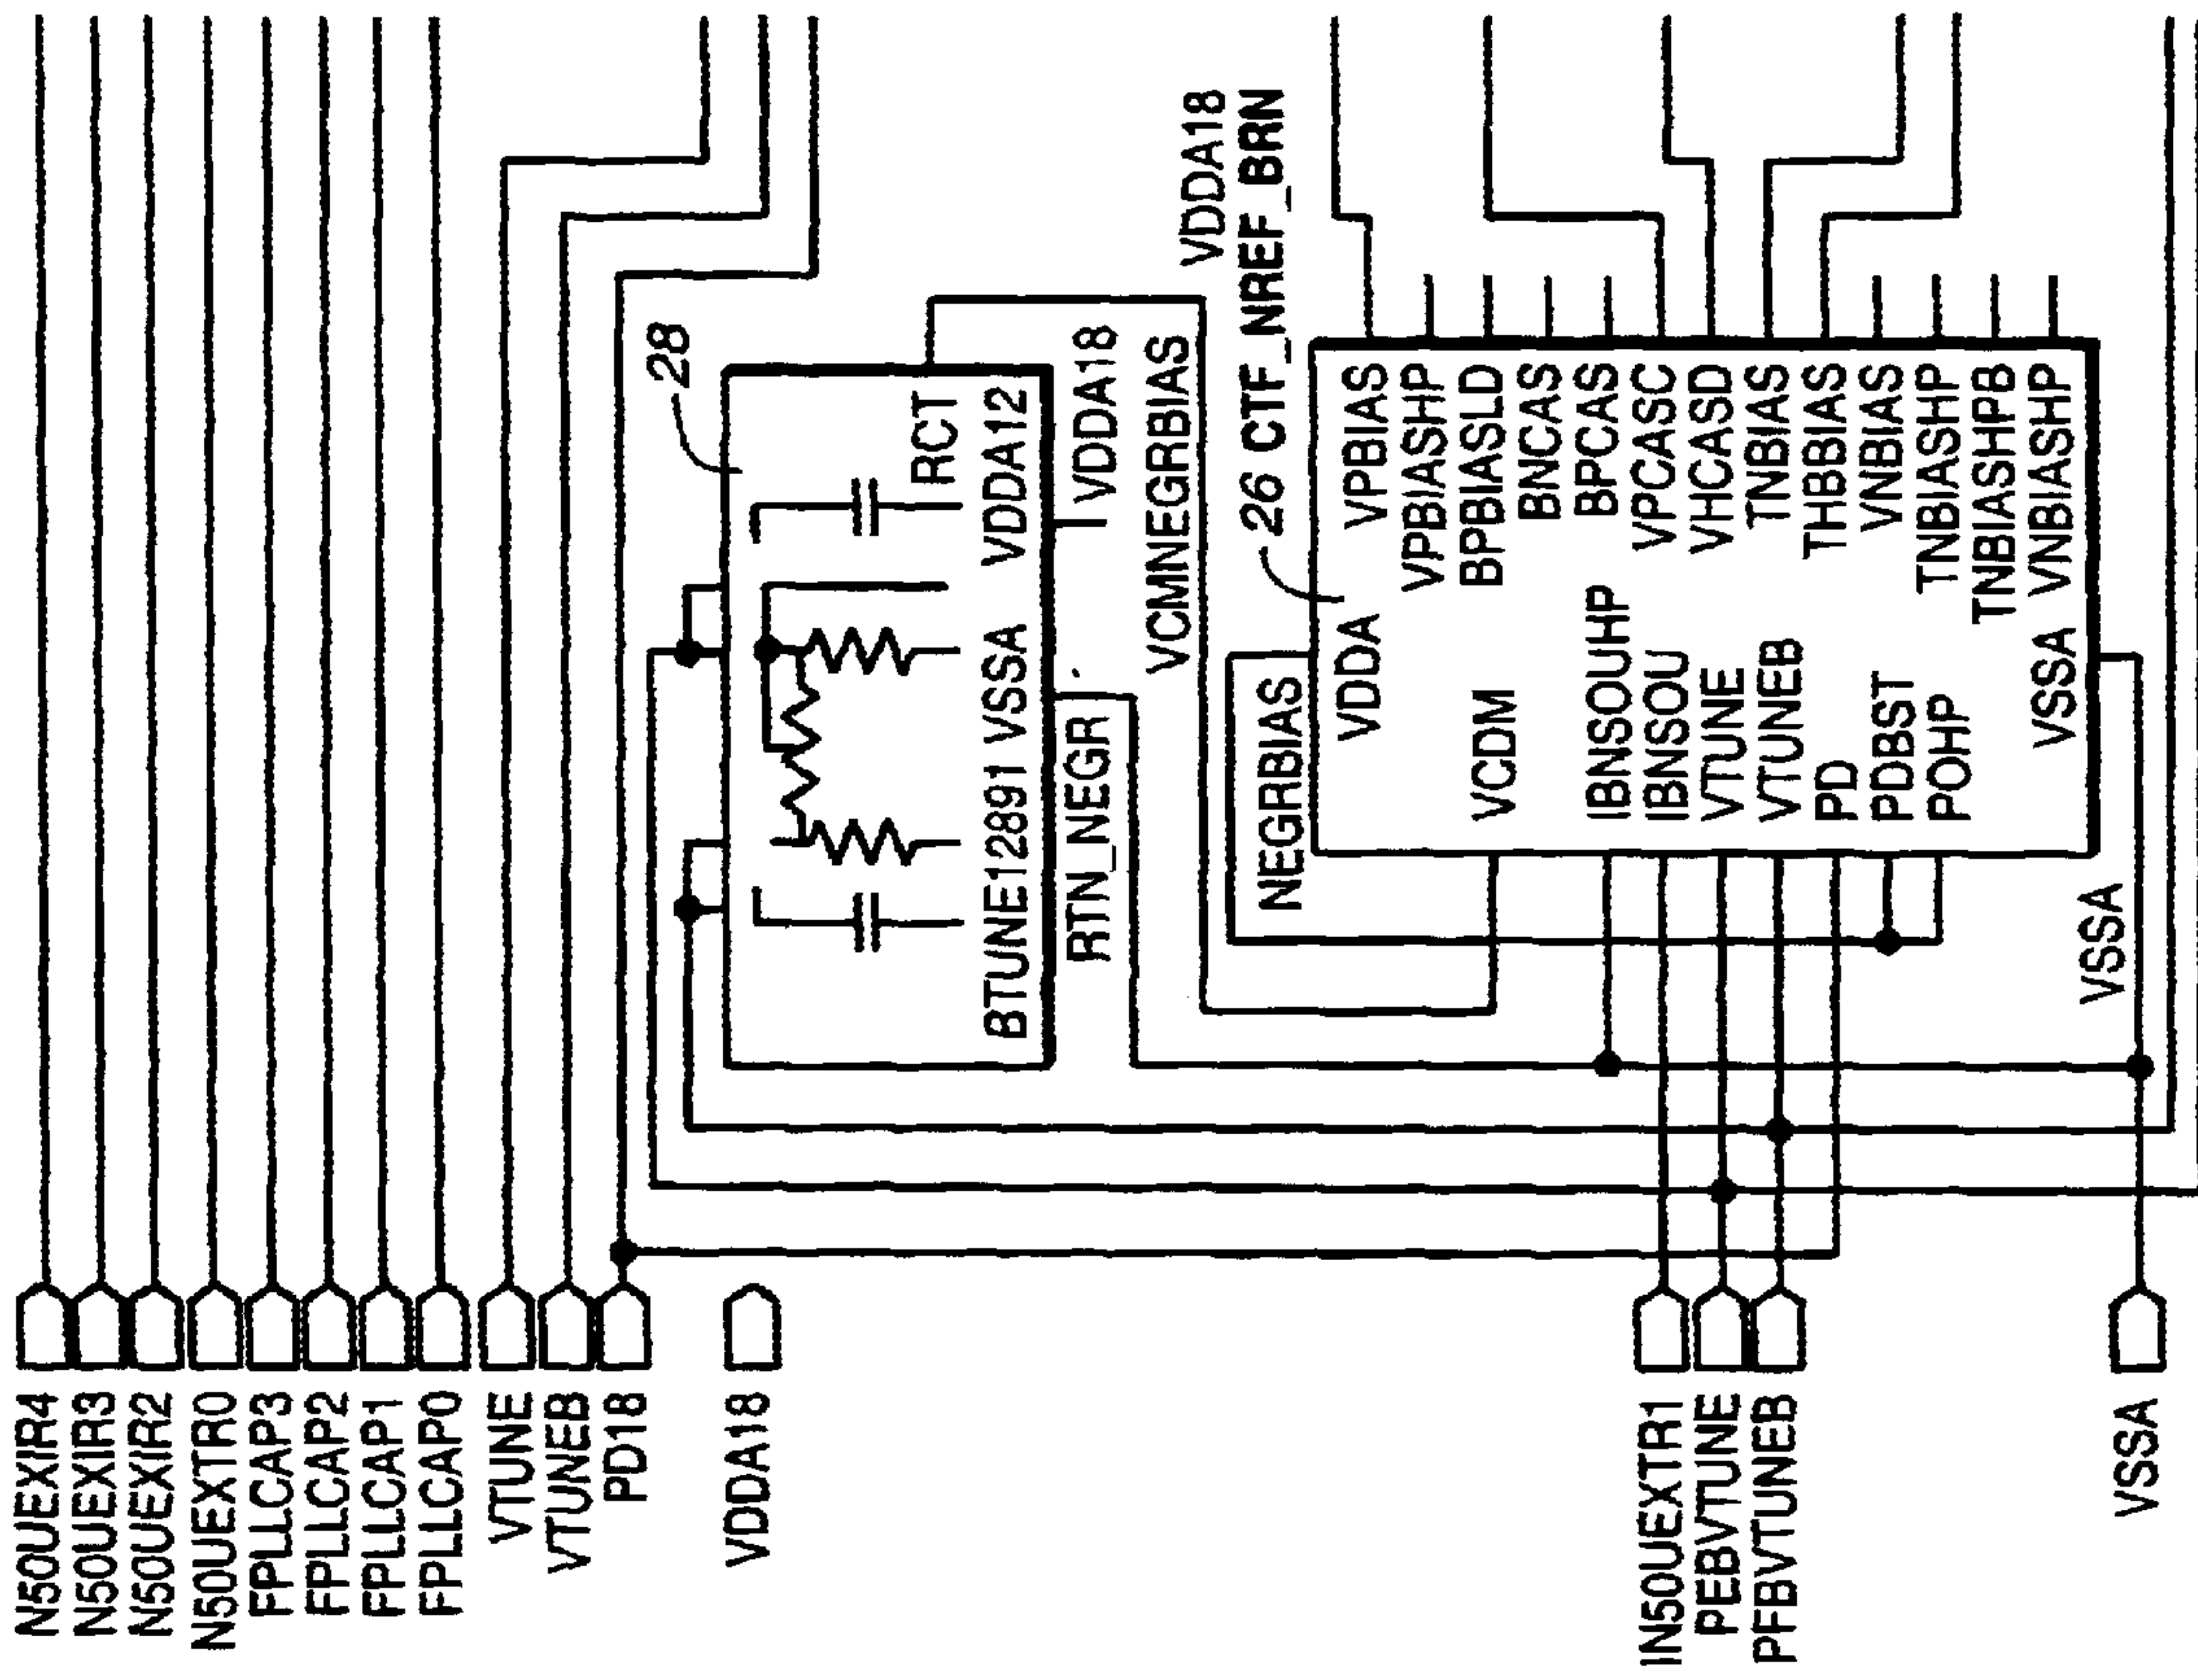 N50UEXIR4
N50UEXIR3
N50UEXIR2
N50UEXTR0
FPLLCAP3
FPLLCAP2
FPLLCAP1
FPLLCAP0
VTUNE
VTUNEB
PD18
VDDA18
IN50UEXTR1
PEBVTUNE
PFBVTUNEB
VSSA
28
RCT
BTUNE12891 VSSA VDDA12
RTN_NEGR
VDDA18
VCMNEGRBIAS
VDDA18
26 CTF_NREF_BRN
NEGRBIAS
VDDA
VCDM
IBNSOUHP
IBNSOU
VTUNE
VTUNEB
PD
PDBST
POHP
VSSA
VPBIAS
VPBIASHP
BPBIASLD
BNCAS
BPCAS
VPCASC
VHCASD
TNBIAS
THBBIAS
VNBIAS
TNBIASHP
TNBIASHPB
VNBIASHP
VSSA